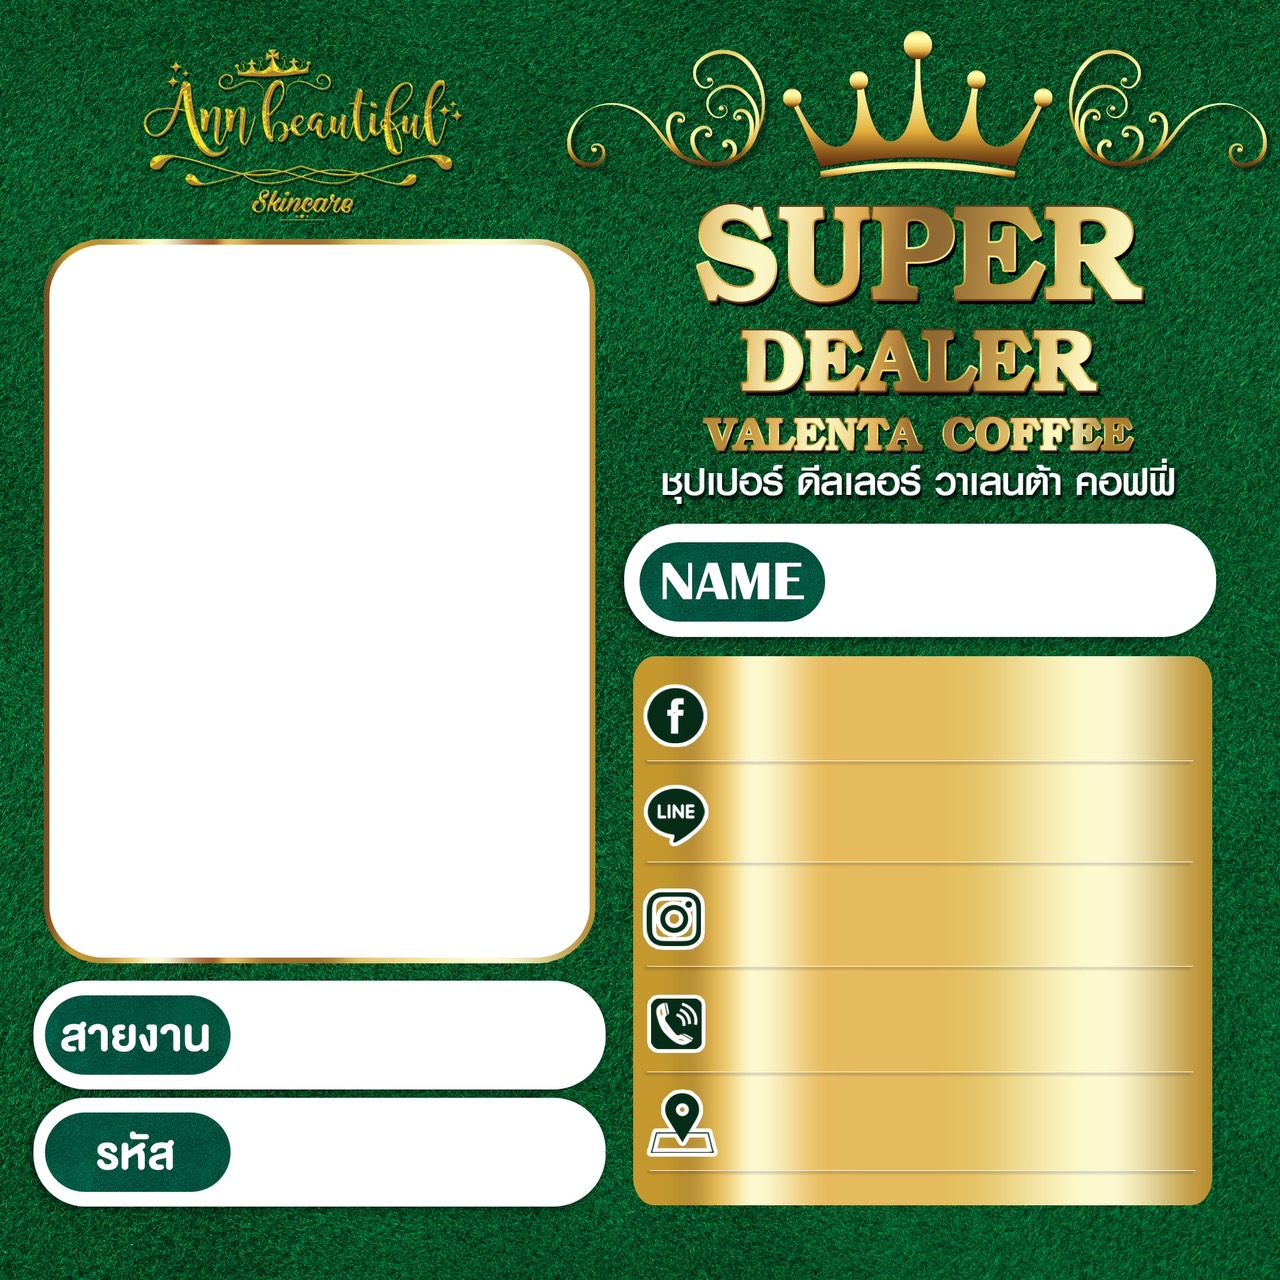 Ann beautiful
Skincare
SUPER
DEALER
VALENTA COFFEE
ซุปเปอร์ ดีลเลอร์ วาเลนต้า คอฟฟี่
NAME
f
LINE
สายงาน
รหัส